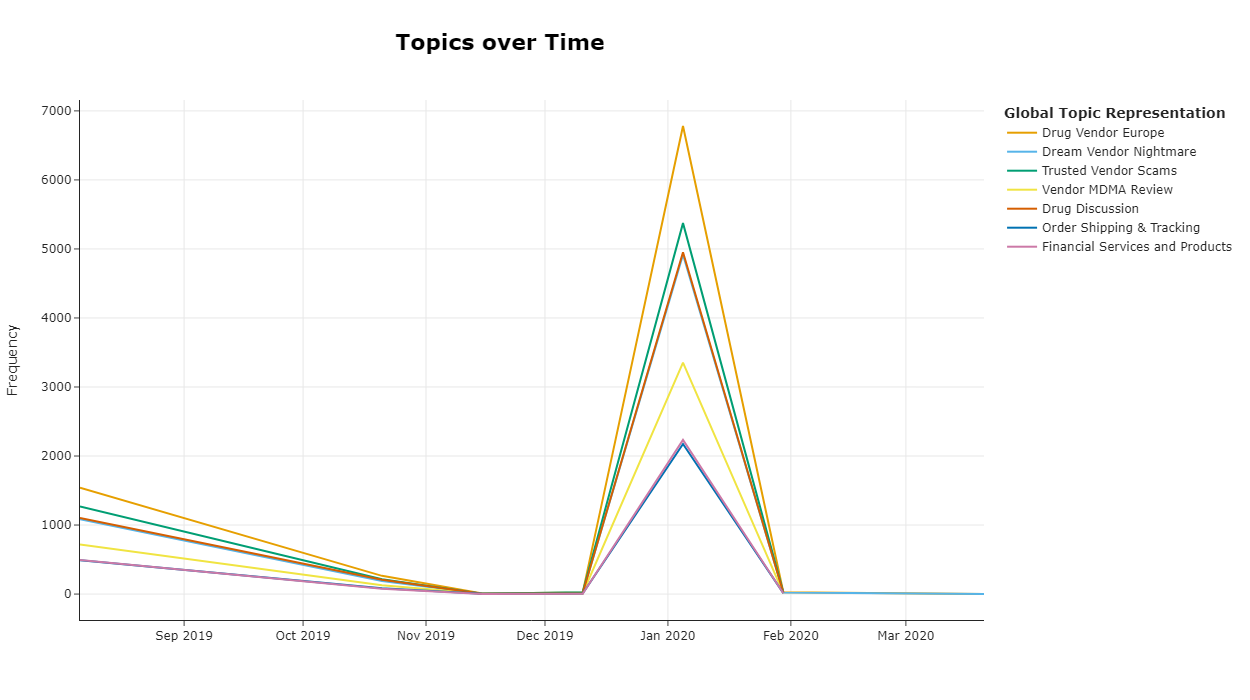 Topics over Time
Frequency
7000
6000
5000
4000
3000
2000
1000
0
Sep 2019
Oct 2019
Nov 2019
Dec 2019
Jan 2020
Feb 2020
Mar 2020
Global Topic Representation
Drug Vendor Europe
Dream Vendor Nightmare
Trusted Vendor Scams
Vendor MDMA Review
Drug Discussion
Order Shipping & Tracking
Financial Services and Products